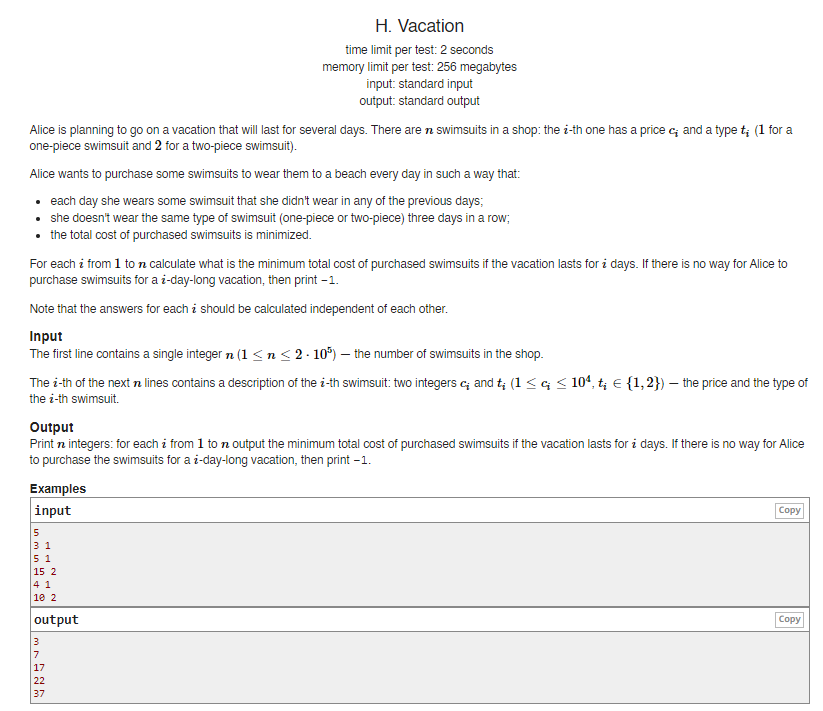 H. Vacation
time limit per test: 2 seconds
memory limit per test: 256 megabytes
input: standard input
output: standard output
Alice is planning to go on a vacation that will last for several days. There are n swimsuits in a shop: the i-th one has a price c_i and a type t_i (1 for a
one-piece swimsuit and 2 for a two-piece swimsuit).
Alice wants to purchase some swimsuits to wear them to a beach every day in such a way that:
• each day she wears some swimsuit that she didn't wear in any of the previous days;
• she doesn't wear the same type of swimsuit (one-piece or two-piece) three days in a row;
• the total cost of purchased swimsuits is minimized.
For each i from 1 to n calculate what is the minimum total cost of purchased swimsuits if the vacation lasts for i days. If there is no way for Alice to
purchase swimsuits for a i-day-long vacation, then print −1.
Note that the answers for each i should be calculated independent of each other.
Input
The first line contains a single integer n (1 ≤ n ≤ 2 · 10^5) — the number of swimsuits in the shop.
The i-th of the next n lines contains a description of the i-th swimsuit: two integers c_i and t_i (1 ≤ c_i ≤ 10^4, t_i ∈ {1, 2}) — the price and the type of
the i-th swimsuit.
Output
Print n integers: for each i from 1 to n output the minimum total cost of purchased swimsuits if the vacation lasts for i days. If there is no way for Alice
to purchase the swimsuits for a i-day-long vacation, then print −1.
Examples
input Copy
5
3 1
5 1
15 2
4 1
10 2
output Copy
3
7
17
22
37